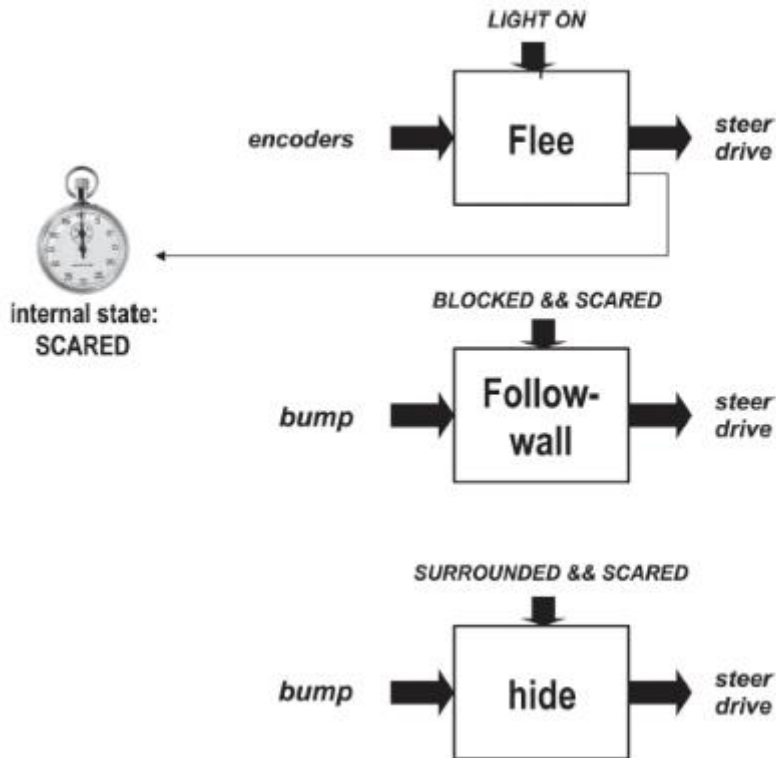 LIGHT ON
encoders
Flee
steer
drive
internal state:
SCARED
BLOCKED && SCARED
bump
Follow-
wall
steer
drive
SURROUNDED && SCARED
bump
hide
steer
drive